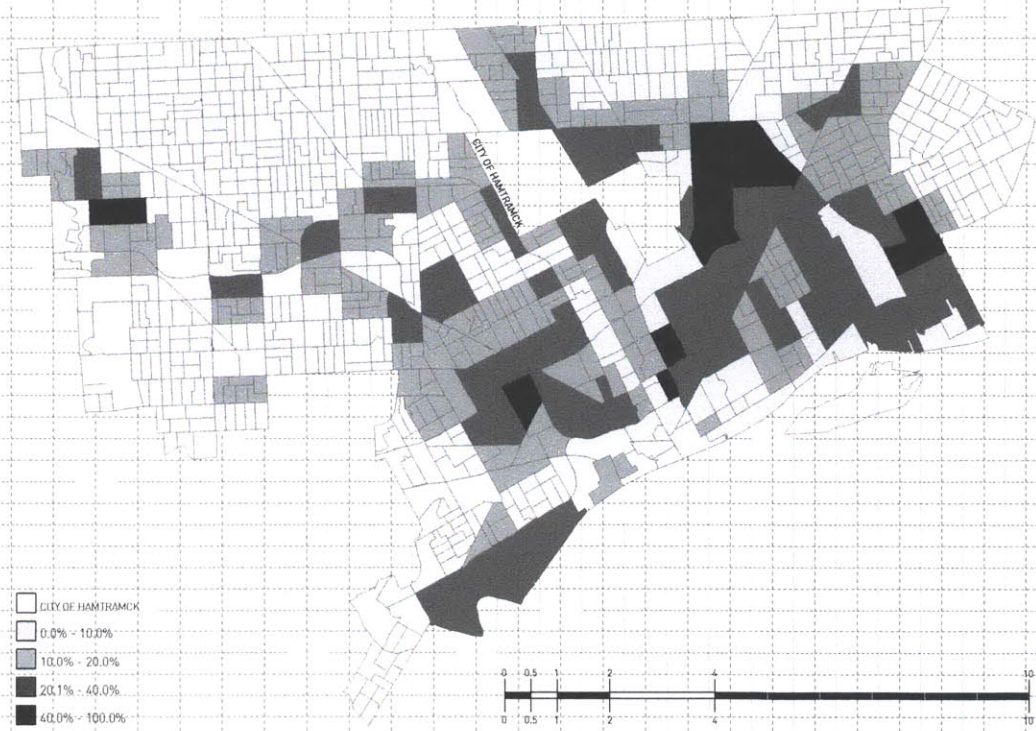 CITY OF HAMTRAMCK
CITY OF HAMTRAMCK
0.0% - 10.0%
10.0% - 20.0%
20.1% - 40.0%
40.0% - 100.0%
0 0.5 1 2 4 10
0 0.5 1 2 4 10